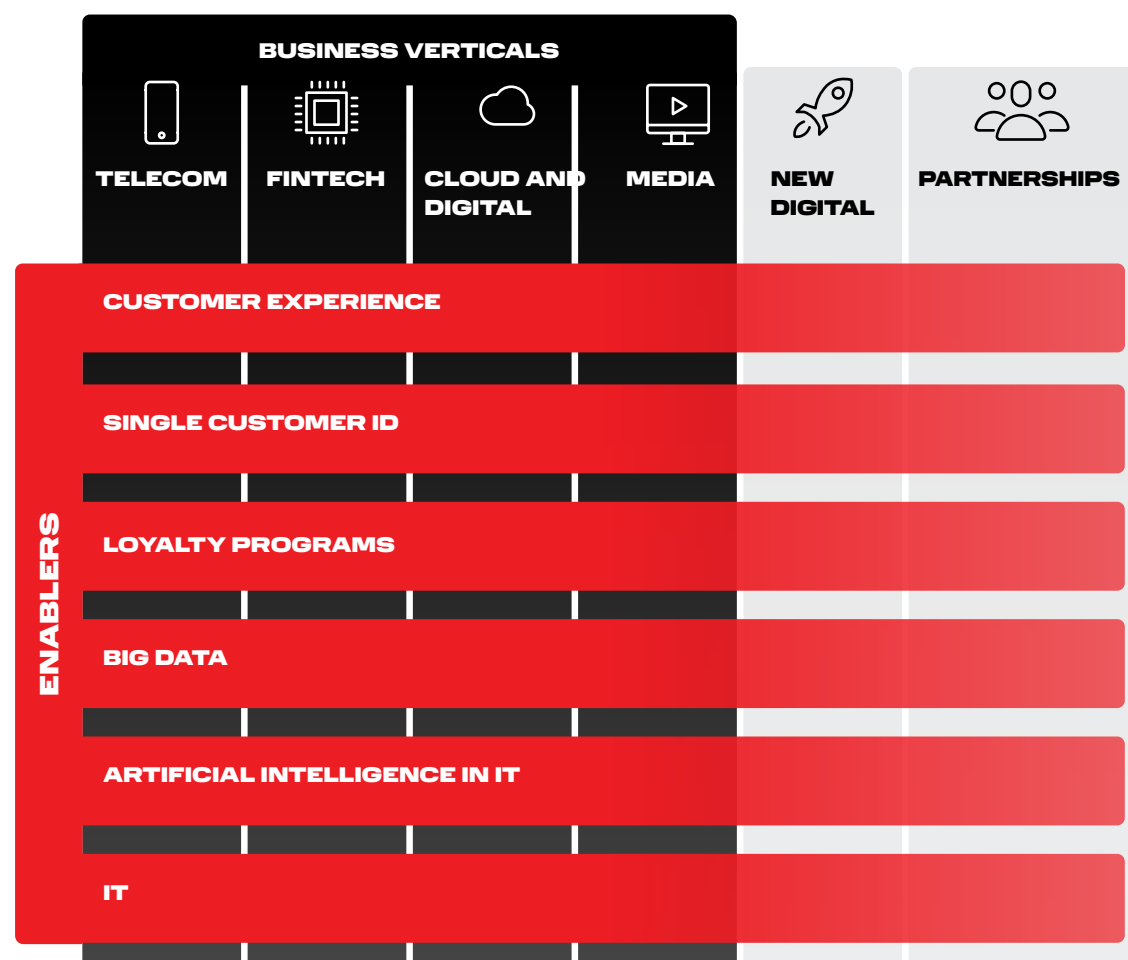 BUSINESS VERTICALS
TELECOM
FINTECH
CLOUD AND
DIGITAL
MEDIA
NEW
DIGITAL
PARTNERSHIPS
ENABLERS
CUSTOMER EXPERIENCE
SINGLE CUSTOMER ID
LOYALTY PROGRAMS
BIG DATA
ARTIFICIAL INTELLIGENCE IN IT
IT